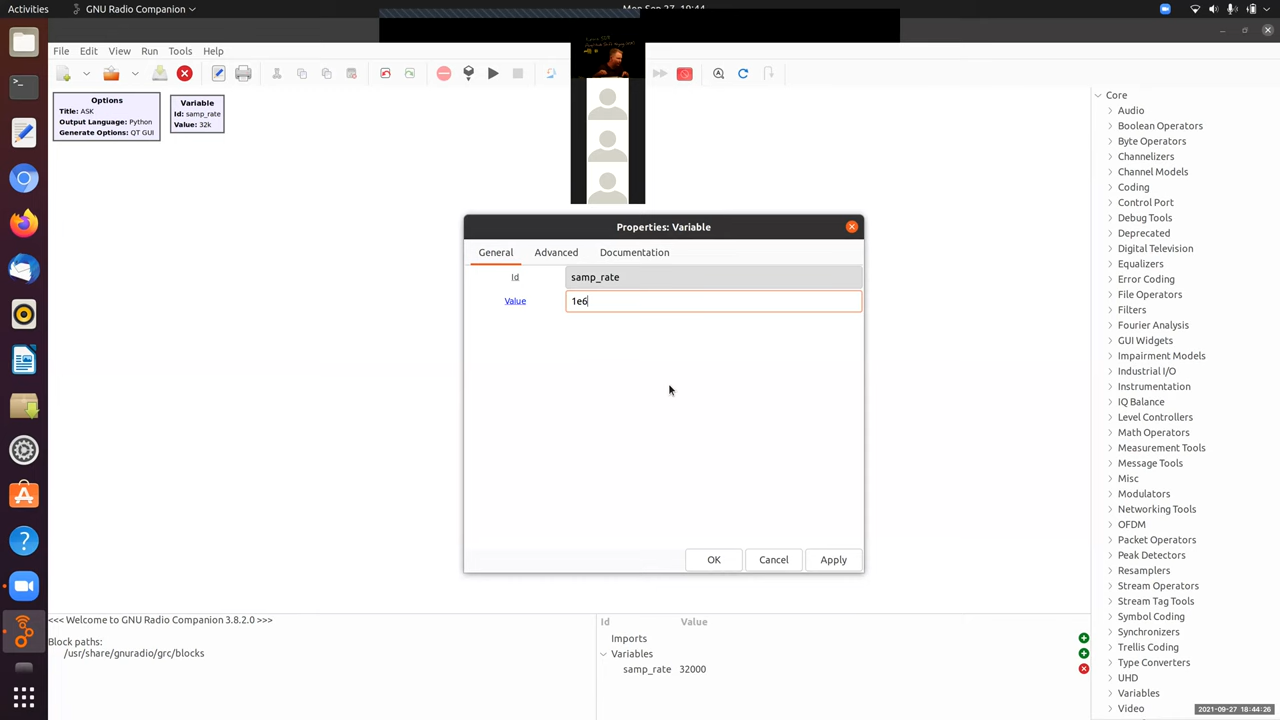 Activities
GNU Radio Companion
Mon Sep 27, 18:44
File Edit View Run Tools Help
Options
Title: ASK
Output Language: Python
Generate Options: QT GUI
Variable
Id: samp_rate
Value: 32k
Properties: Variable
General Advanced Documentation
Id samp_rate
Value 1e6
OK Cancel Apply
Core
Audio
Boolean Operators
Byte Operators
Channelizers
Channel Models
Coding
Control Port
Debug Tools
Deprecated
Digital Television
Equalizers
Error Coding
File Operators
Filters
Fourier Analysis
GUI Widgets
Impairment Models
Industrial I/O
Instrumentation
IQ Balance
Level Controllers
Math Operators
Measurement Tools
Message Tools
Misc
Modulators
Networking Tools
OFDM
Packet Operators
Peak Detectors
Resamplers
Stream Operators
Stream Tag Tools
Symbol Coding
Synchronizers
Trellis Coding
Type Converters
UHD
Variables
Video
<<< Welcome to GNU Radio Companion 3.8.2.0 >>>
Block paths:
/usr/share/gnuradio/grc/blocks
Id Value
Imports
Variables
samp_rate 32000
2021-09-27 18:44:26